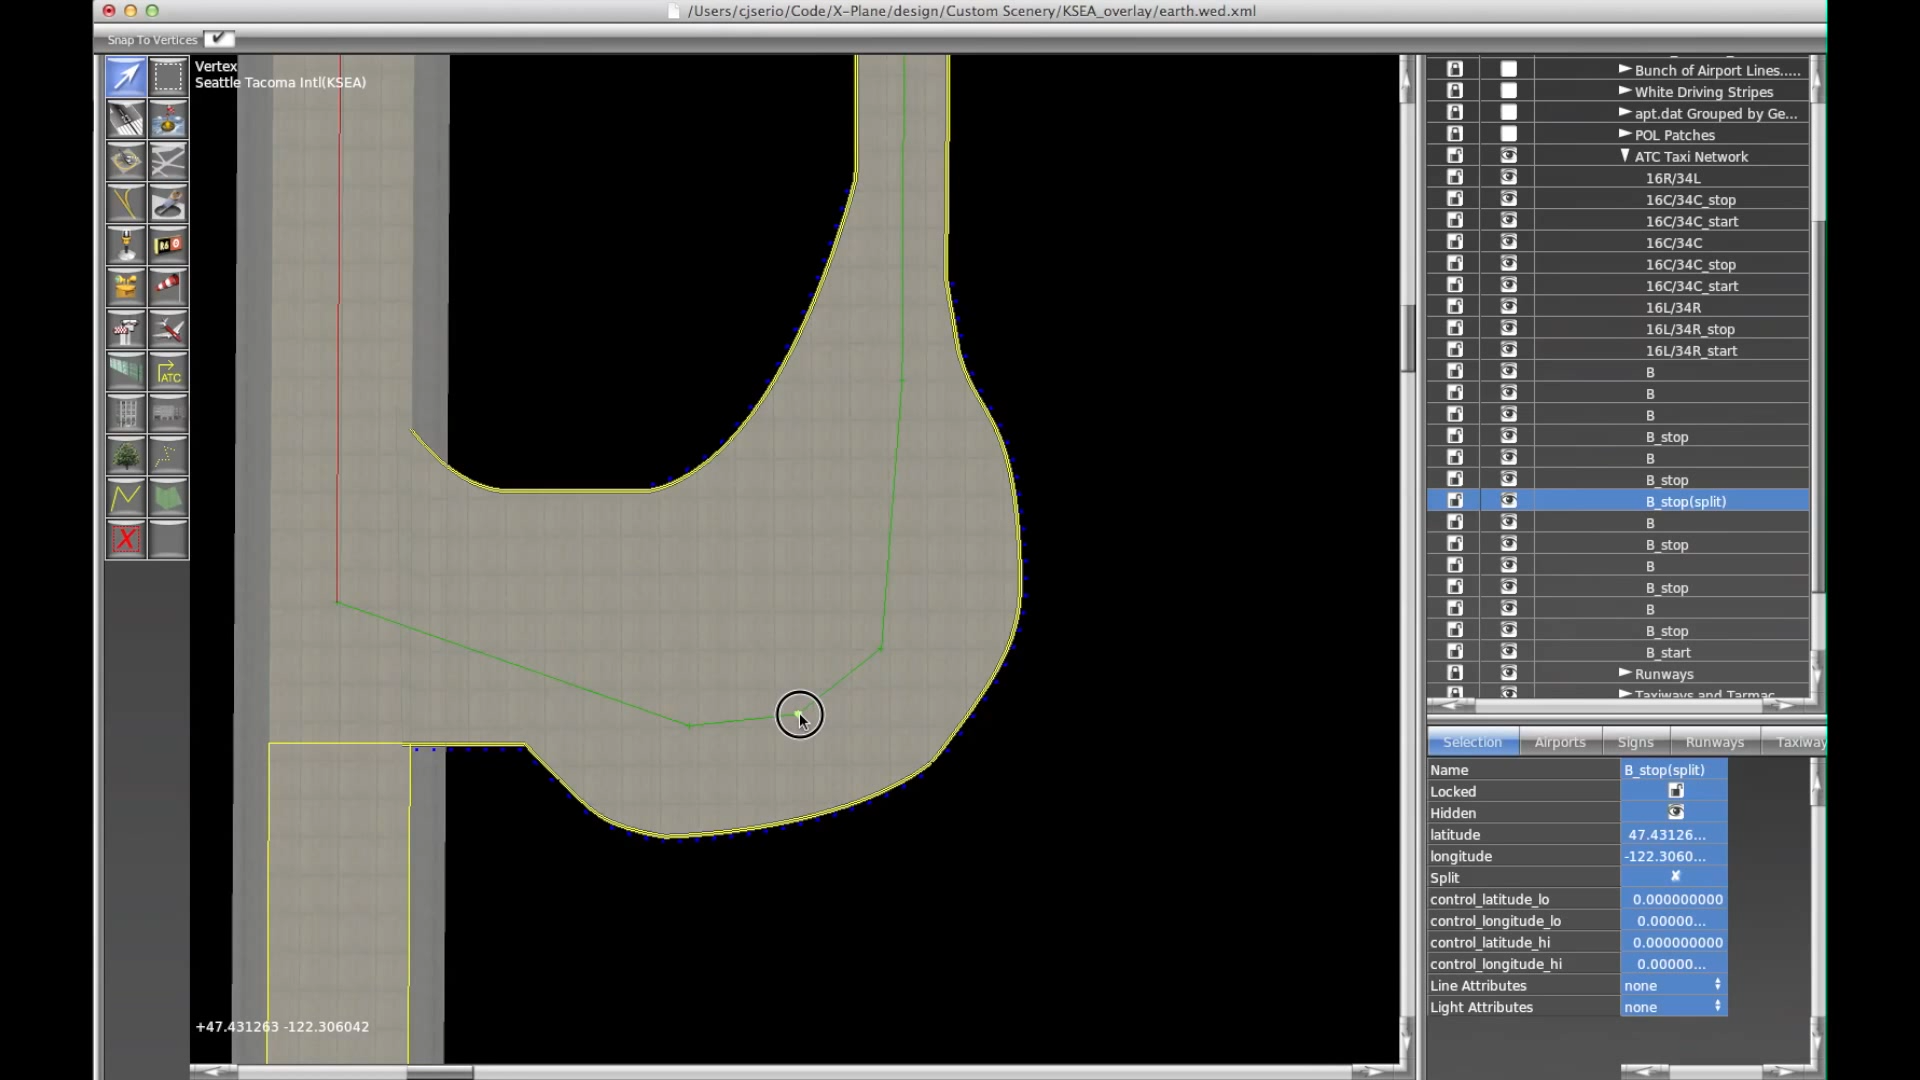 /Users/cjserio/Code/X-Plane/design/Custom Scenery/KSEA_overlay/earth.wed.xml
Snap To Vertices
Vertex
Seattle Tacoma Intl(KSEA)
R6 0
ATC
X
+47.431263 -122.306042
Bunch of Airport Lines.....
White Driving Stripes
apt.dat Grouped by Ge...
POL Patches
ATC Taxi Network
16R/34L
16C/34C_stop
16C/34C_start
16C/34C
16C/34C_stop
16C/34C_start
16L/34R
16L/34R_stop
16L/34R_start
B
B
B
B_stop
B
B_stop
B_stop(split)
B
B_stop
B
B_stop
B
B_stop
B_start
Runways
Taxiways and Tarmac
Selection Airports Signs Runways Taxiway
Name B_stop(split)
Locked
Hidden
latitude 47.43126...
longitude -122.3060...
Split
control_latitude_lo 0.000000000
control_longitude_lo 0.00000...
control_latitude_hi 0.000000000
control_longitude_hi 0.00000...
Line Attributes none
Light Attributes none